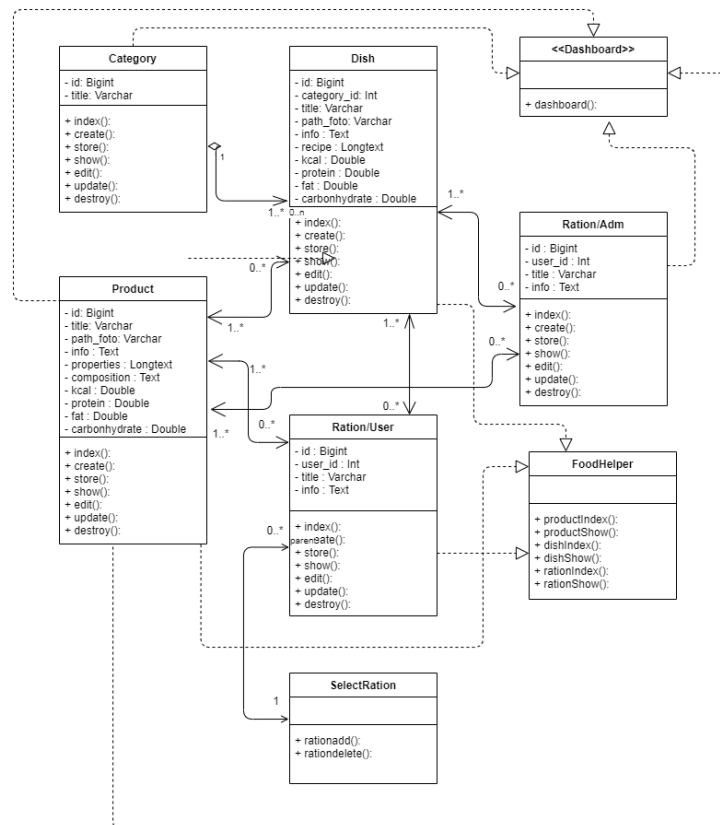 Category
- id: Bigint
- title: Varchar
+ index():
+ create():
+ store():
+ show():
+ edit():
+ update():
+ destroy():
1
Dish
- id: Bigint
- category_id: Int
- title: Varchar
- path_foto: Varchar
- info : Text
- recipe : Longtext
- kcal : Double
- protein : Double
- fat : Double
- carbonhydrate : Double
+ index():
+ create():
+ store():
+ show():
+ edit():
+ update():
+ destroy():
1..*
0..n
0..*
1..*
1..*
<<Dashboard>>
+ dashboard():
Ration/Adm
- id : Bigint
- user_id : Int
- title : Varchar
- info : Text
+ index():
+ create():
+ store():
+ show():
+ edit():
+ update():
+ destroy():
0..*
0..*
Product
- id: Bigint
- title: Varchar
- path_foto: Varchar
- info : Text
- properties : Longtext
- composition : Text
- kcal : Double
- protein : Double
- fat : Double
- carbonhydrate : Double
+ index():
+ create():
+ store():
+ show():
+ edit():
+ update():
+ destroy():
1..*
1..*
1..*
0..*
0..*
Ration/User
- id : Bigint
- user_id : Int
- title : Varchar
- info : Text
+ index():
parent
eate():
+ store():
+ show():
+ edit():
+ update():
+ destroy():
0..*
FoodHelper
+ productIndex():
+ productShow():
+ dishIndex():
+ dishShow():
+ rationIndex():
+ rationShow():
1
SelectRation
+ rationadd():
+ rationdelete():